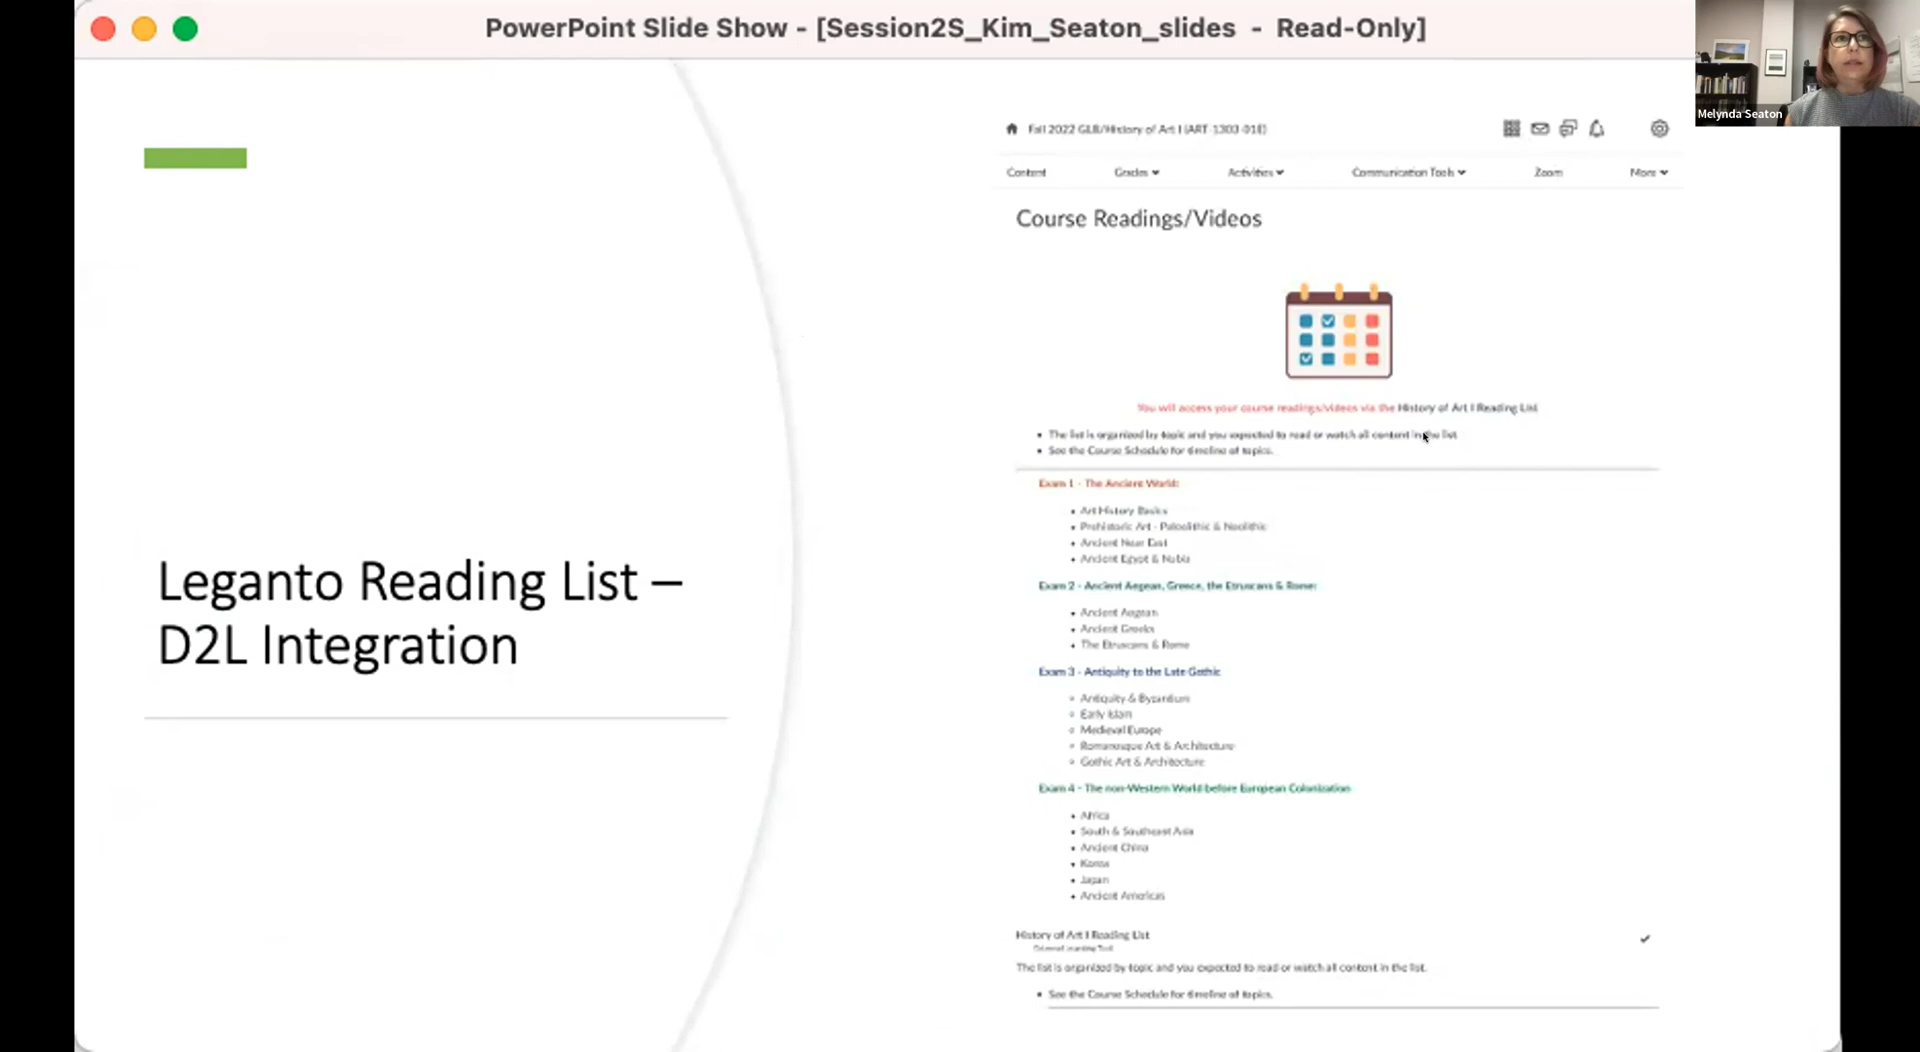 PowerPoint Slide Show - [Session2S_Kim_Seaton_slides - Read-Only]
Melynda Seaton
Leganto Reading List –
D2L Integration
Fall 2022 GLB/History of Art I (ART-1303-01E)
Content Grades Activities Communication Tools Zoom More
Course Readings/Videos
You will access your course readings/videos via the History of Art I Reading List
The list is organized by topic and you expected to read or watch all content in the list
See the Course Schedule for timeline of topics.
Exam 1 - The Ancient World:
Art History Basics
Prehistoric Art - Paleolithic & Neolithic
Ancient Near East
Ancient Egypt & Nubia
Exam 2 - Ancient Aegean, Greece, the Etruscans & Rome:
Ancient Aegean
Ancient Greeks
The Etruscans & Rome
Exam 3 - Antiquity to the Late Gothic
Antiquity & Byzantium
Early Islam
Medieval Europe
Romanesque Art & Architecture
Gothic Art & Architecture
Exam 4 - The non-Western World before European Colonization
Africa
South & Southeast Asia
Ancient China
Korea
Japan
Ancient Americas
History of Art I Reading List
External Learning Tool
The list is organized by topic and you expected to read or watch all content in the list.
See the Course Schedule for timeline of topics.